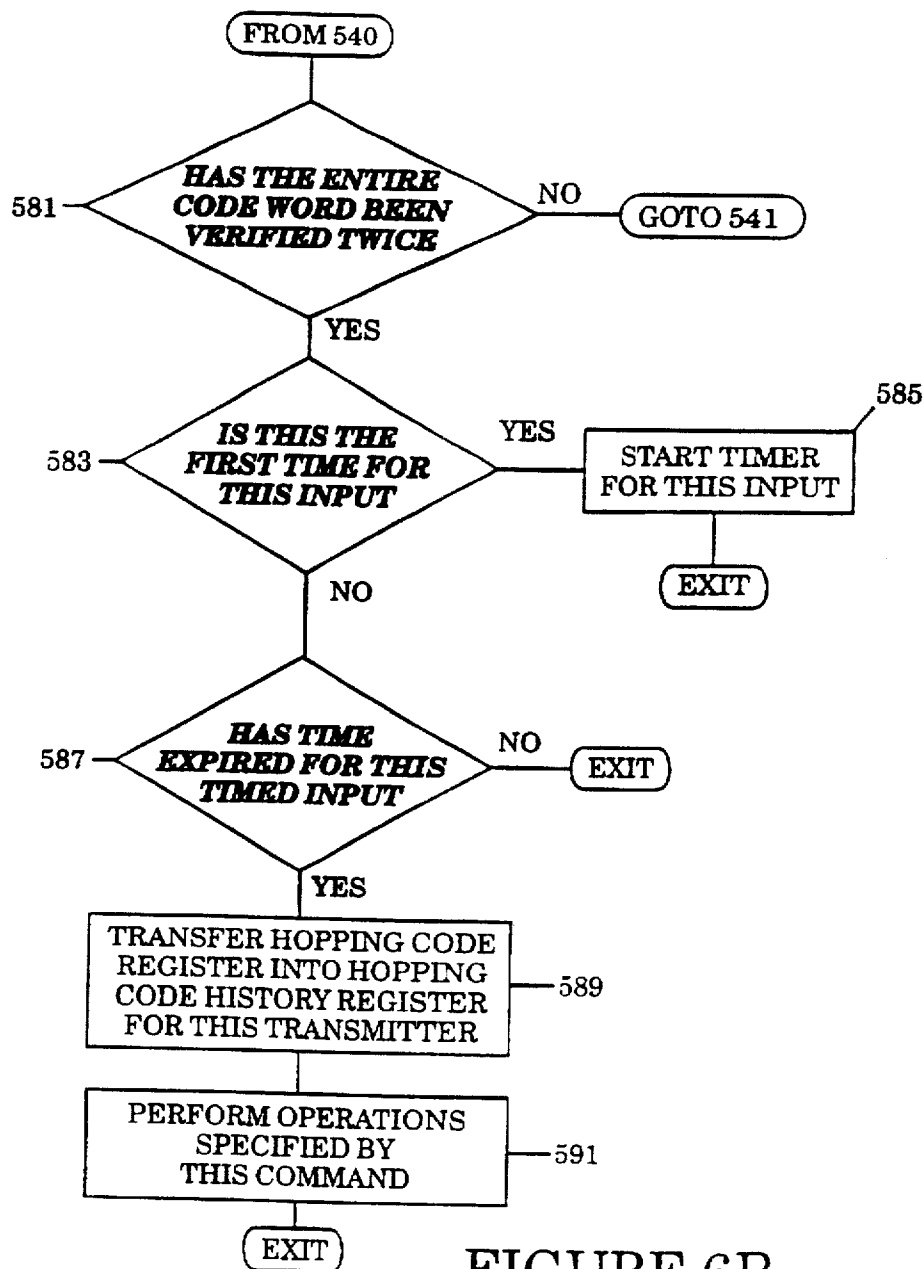 FROM 540
HAS THE ENTIRE
CODE WORD BEEN
VERIFIED TWICE
581
NO
GOTO 541
YES
IS THIS THE
FIRST TIME FOR
THIS INPUT
583
YES
585
START TIMER
FOR THIS INPUT
EXIT
NO
HAS TIME
EXPIRED FOR THIS
TIMED INPUT
587
NO
EXIT
YES
TRANSFER HOPPING CODE
REGISTER INTO HOPPING
CODE HISTORY REGISTER
FOR THIS TRANSMITTER
589
PERFORM OPERATIONS
SPECIFIED BY
THIS COMMAND
591
EXIT
FIGURE 6B